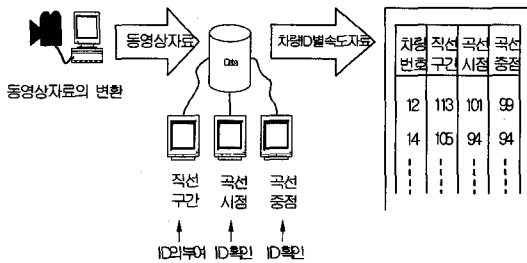 동영상자료
차량ID별속도자료
Data
동영상자료의 변환
차량번호 직선구간 곡선시점 곡선중점
12 113 101 99
14 105 94 94
직선구간 곡선시점 곡선중점
ID의부여 ID확인 ID확인